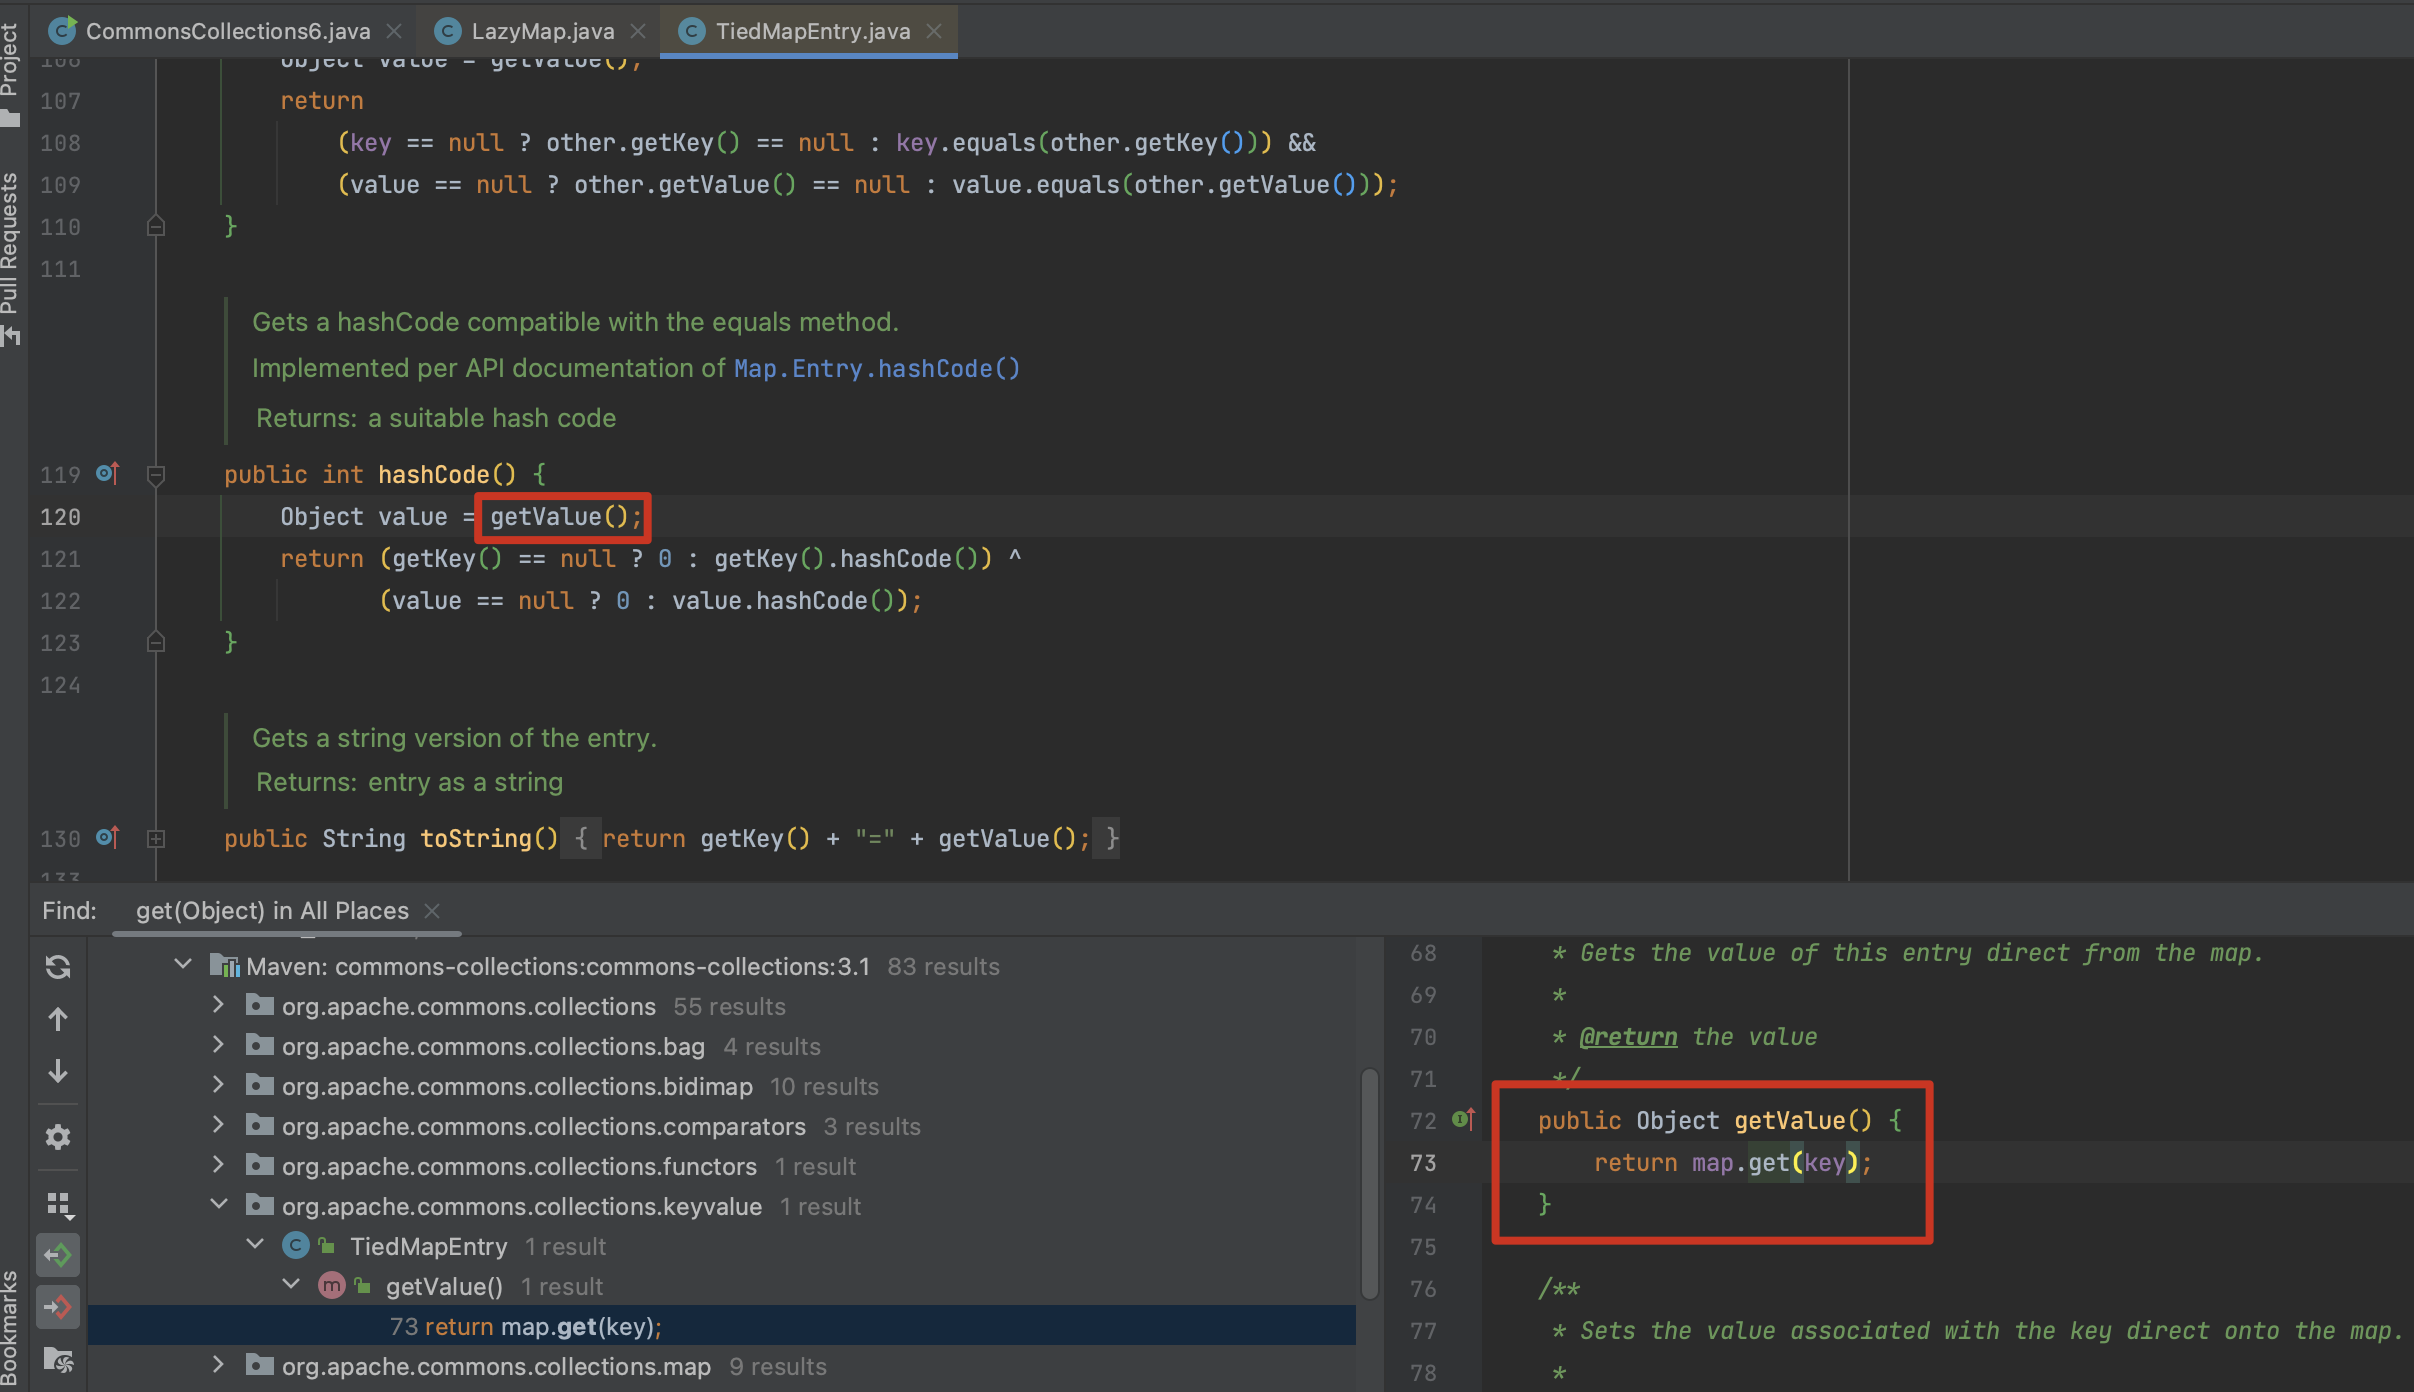 CommonsCollections6.java
LazyMap.java
TiedMapEntry.java
Project
Pull Requests
Bookmarks
106 Object value = getValue();
107 return
108 (key == null ? other.getKey() == null : key.equals(other.getKey())) &&
109 (value == null ? other.getValue() == null : value.equals(other.getValue()));
110 }
111
Gets a hashCode compatible with the equals method.
Implemented per API documentation of Map.Entry.hashCode()
Returns: a suitable hash code
119 public int hashCode() {
120 Object value = getValue();
121 return (getKey() == null ? 0 : getKey().hashCode()) ^
122 (value == null ? 0 : value.hashCode());
123 }
124
Gets a string version of the entry.
Returns: entry as a string
130 public String toString() { return getKey() + "=" + getValue(); }
133
Find: get(Object) in All Places
Maven: commons-collections:commons-collections:3.1 83 results
org.apache.commons.collections 55 results
org.apache.commons.collections.bag 4 results
org.apache.commons.collections.bidimap 10 results
org.apache.commons.collections.comparators 3 results
org.apache.commons.collections.functors 1 result
org.apache.commons.collections.keyvalue 1 result
TiedMapEntry 1 result
getValue() 1 result
73 return map.get(key);
org.apache.commons.collections.map 9 results
68 * Gets the value of this entry direct from the map.
69 *
70 * @return the value
71 */
72 public Object getValue() {
73 return map.get(key);
74 }
75
76 /**
77 * Sets the value associated with the key direct onto the map.
78 *